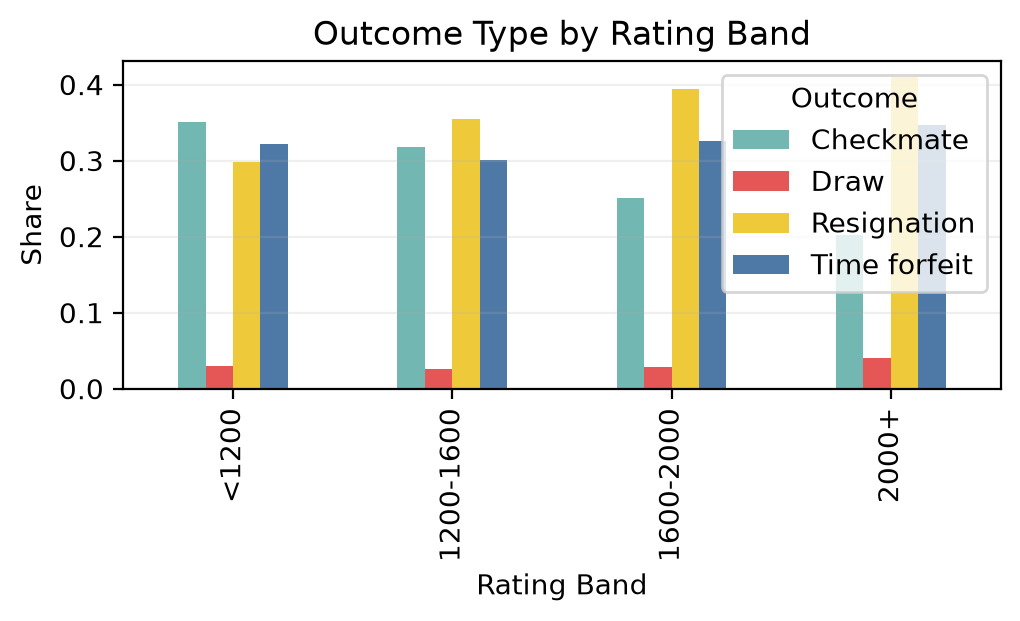 Outcome Type by Rating Band
Share
0.4
0.3
0.2
0.1
0.0
Outcome
Checkmate
Draw
Resignation
Time forfeit
<1200
1200-1600
1600-2000
2000+
Rating Band